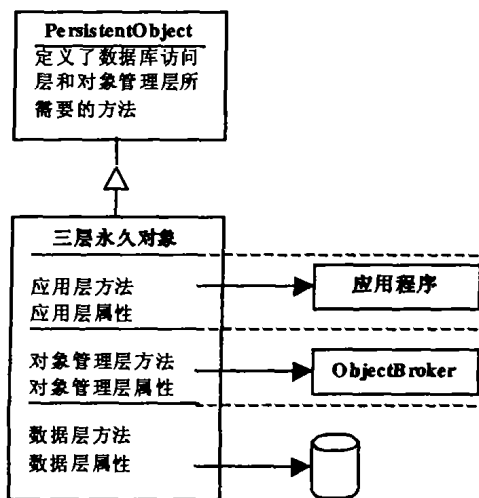 PersistentObject
定义了数据库访问
层和对象管理层所
需要的方法
三层永久对象
应用层方法
应用层属性
应用程序
对象管理层方法
对象管理层属性
ObjectBroker
数据层方法
数据层属性